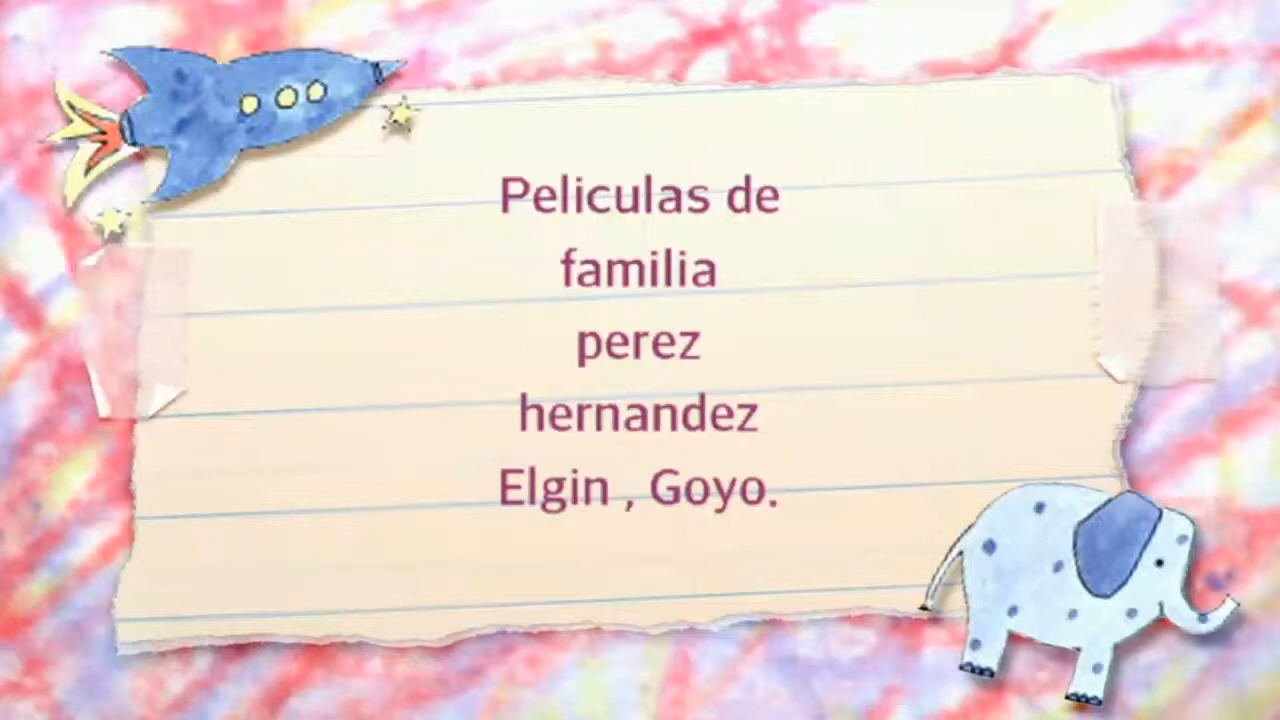 Peliculas de
familia
perez
hernandez
Elgin , Goyo.